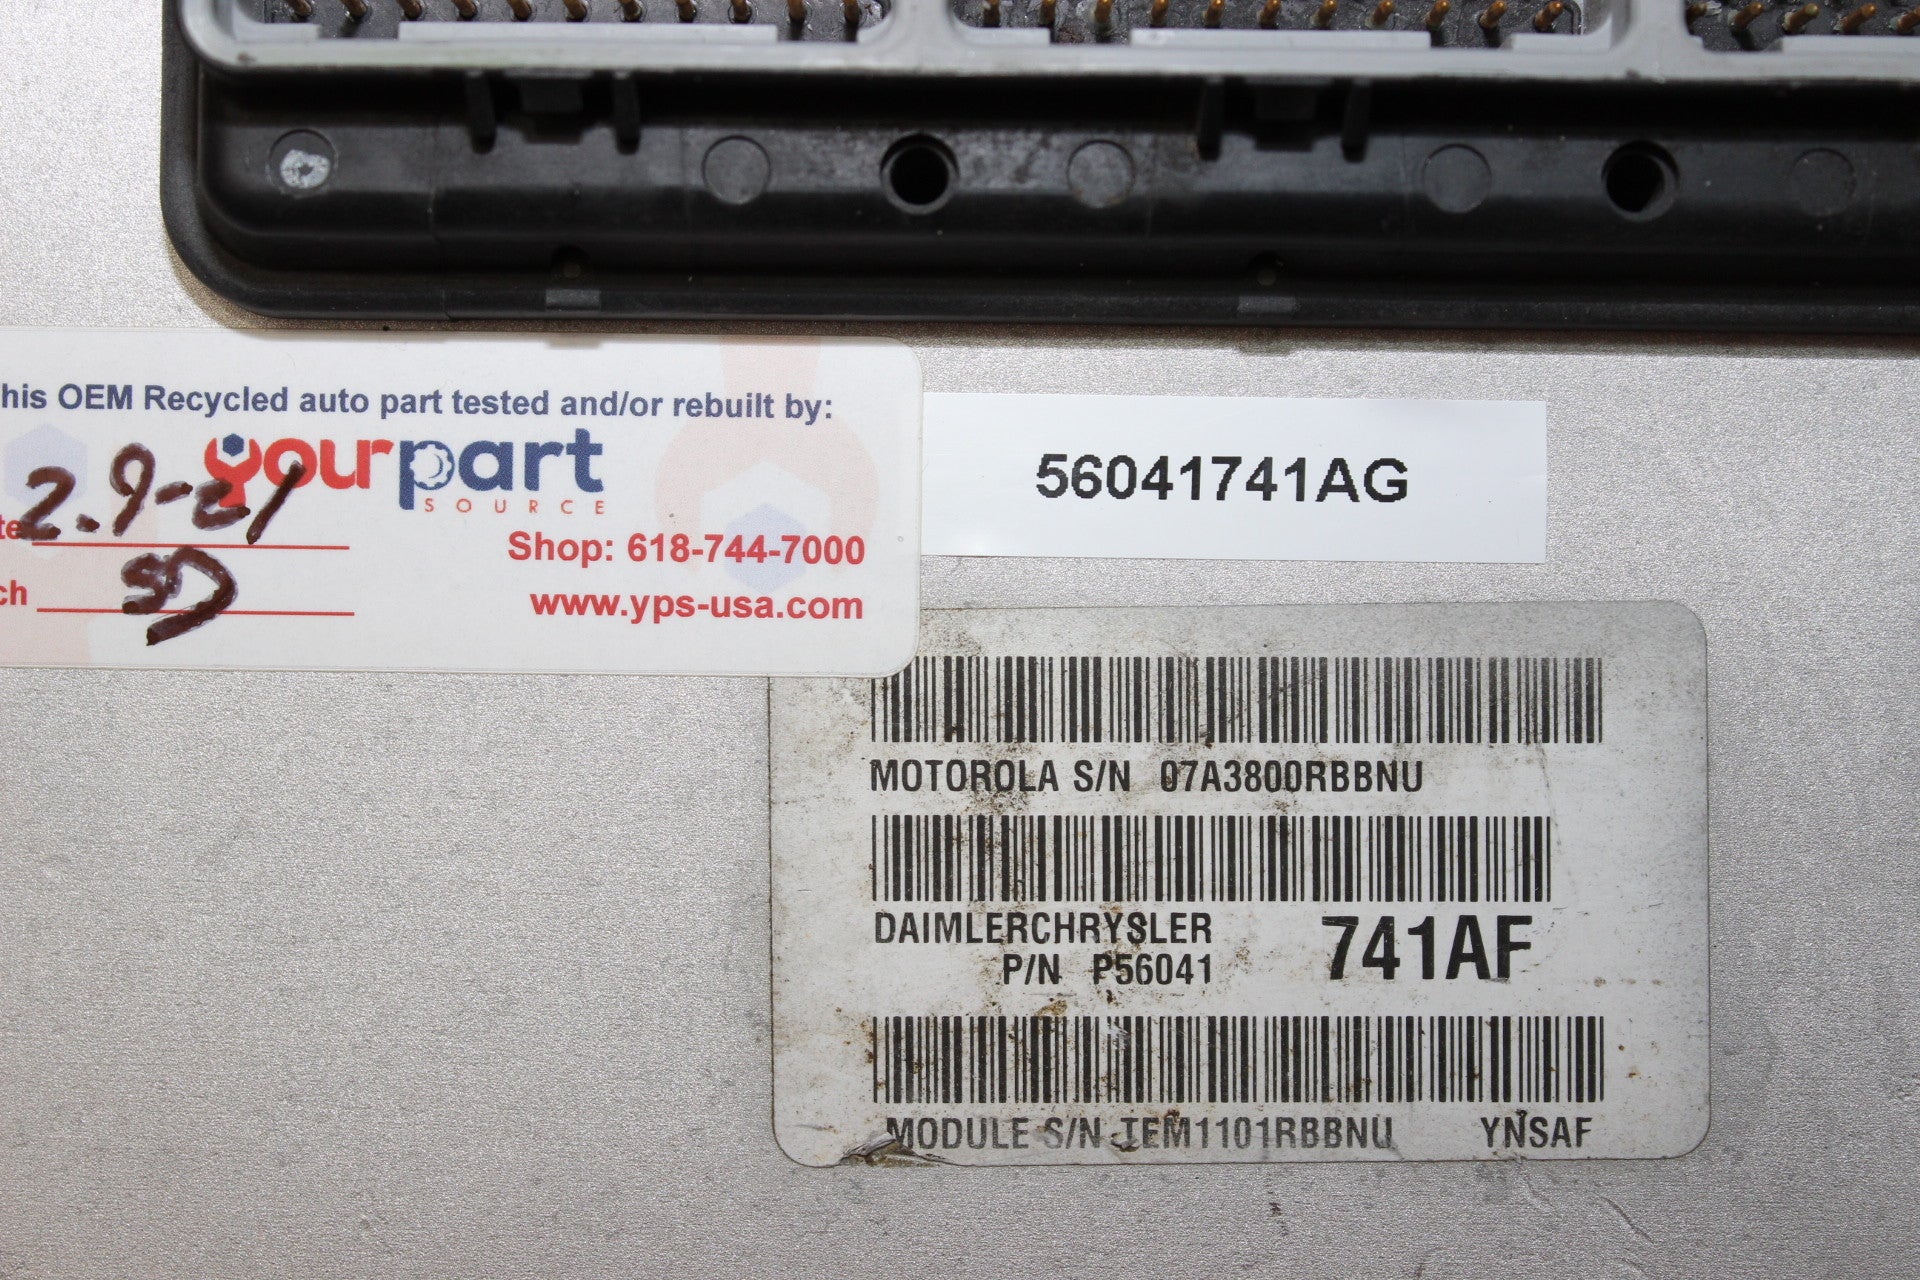 his OEM Recycled auto part tested and/or rebuilt by:
yourpart
SOURCE
te 2.9-21
Shop: 618-744-7000
ch SD
www.yps-usa.com
56041741AG
MOTOROLA S/N 07A3800RBBNU
DAIMLERCHRYSLER 741AF
P/N P56041
MODULE S/N TEM1101RBBNU YNSAF